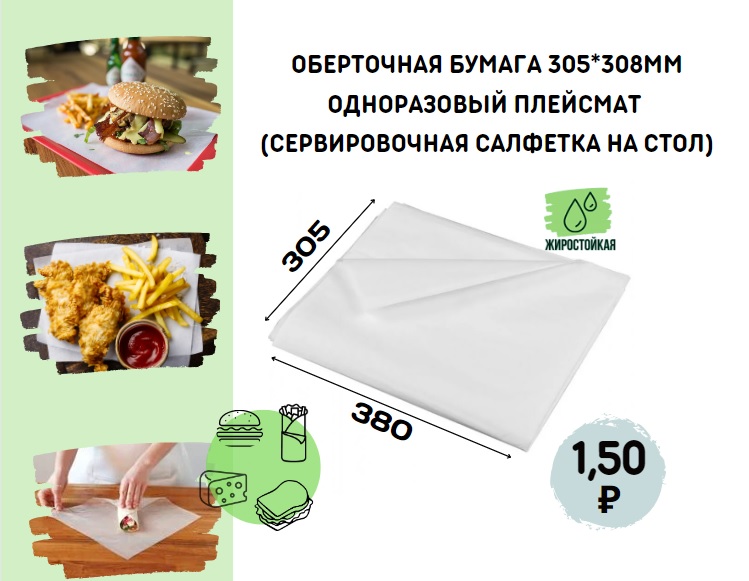 ОБЕРТОЧНАЯ БУМАГА 305*308ММ
ОДНОРАЗОВЫЙ ПЛЕЙСМАТ
(СЕРВИРОВОЧНАЯ САЛФЕТКА НА СТОЛ)
305
ЖИРОСТОЙКАЯ
380
1,50
₽